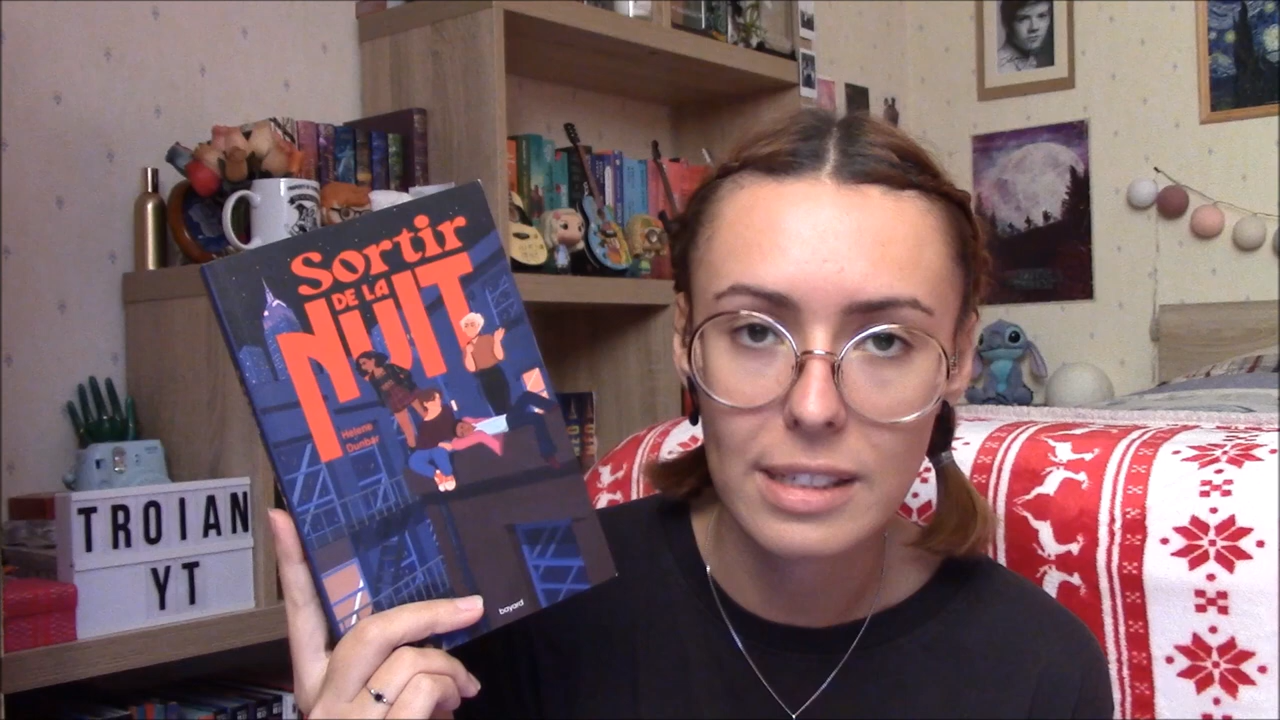 Sortir
DE LA
NUIT
Helene
Dunbar
bayard
TROIAN
YT